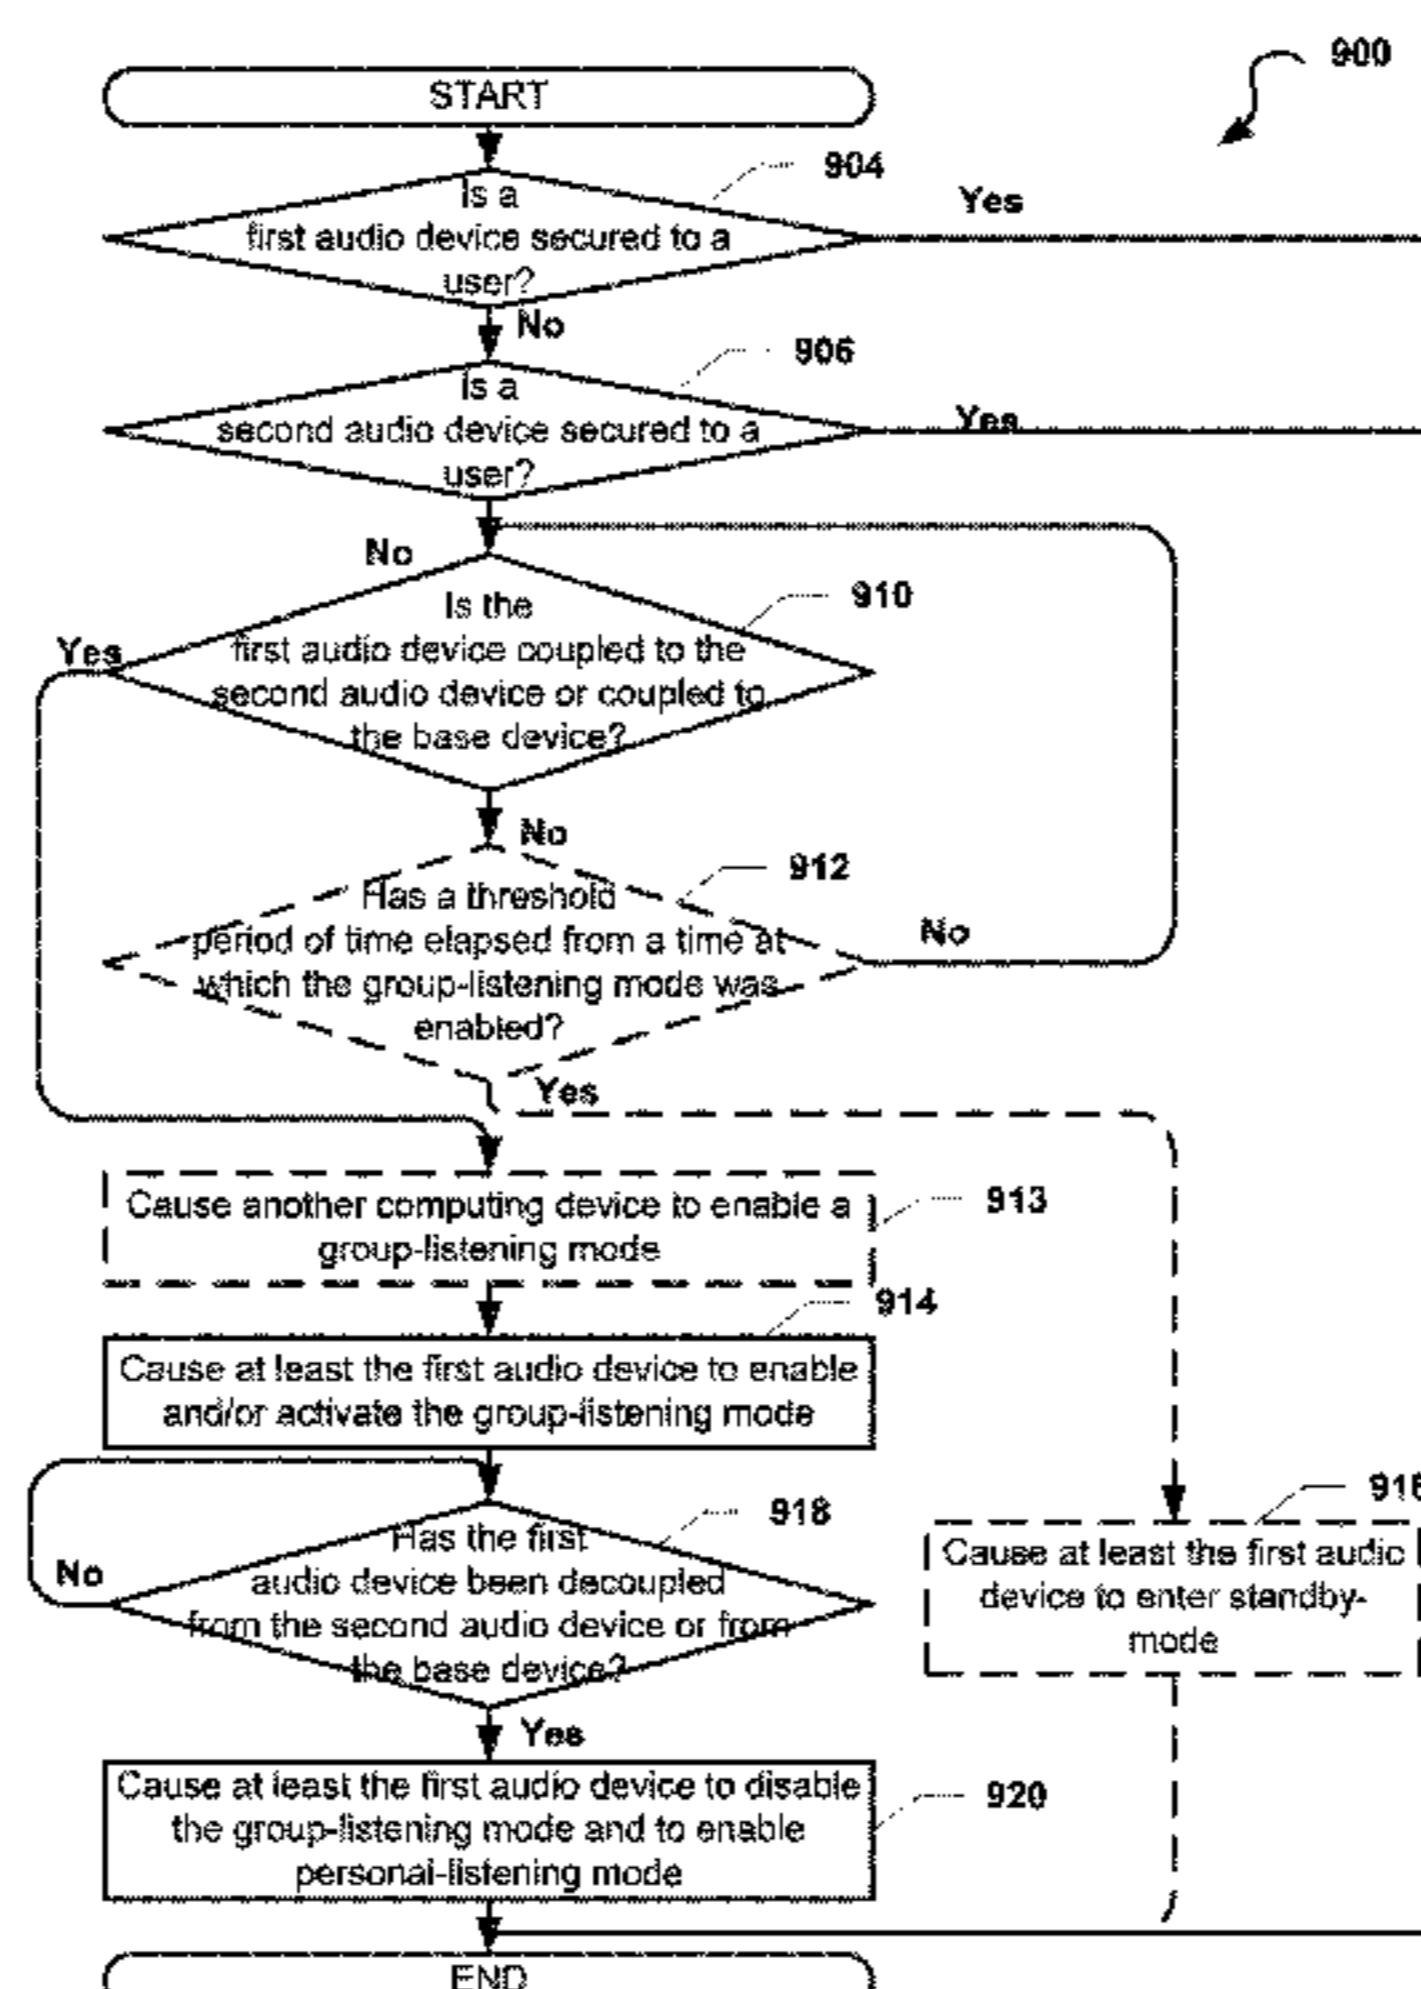 900
START
904
Is a
first audio device secured to a
user?
Yes
No
906
Is a
second audio device secured to a
user?
Yes
No
910
Is the
first audio device coupled to the
second audio device or coupled to
the base device?
Yes
No
912
Has a threshold
period of time elapsed from a time at
which the group-listening mode was
enabled?
No
Yes
913
Cause another computing device to enable a
group-listening mode
914
Cause at least the first audio device to enable
and/or activate the group-listening mode
918
Has the first
audio device been decoupled
from the second audio device or from
the base device?
No
916
Cause at least the first audio
device to enter standby-
mode
Yes
920
Cause at least the first audio device to disable
the group-listening mode and to enable
personal-listening mode
END